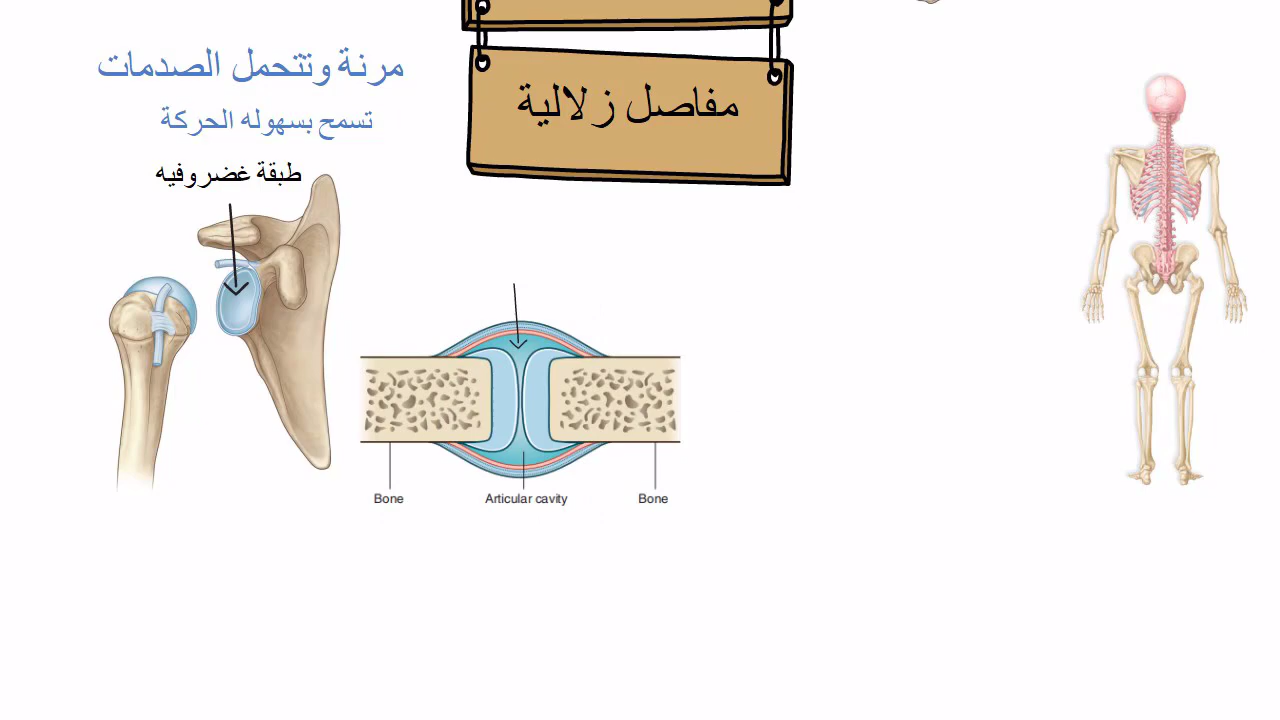 مفاصل زلالية
مرنة وتتحمل الصدمات
تسمح بسهوله الحركة
طبقة غضروفيه
Bone
Articular cavity
Bone